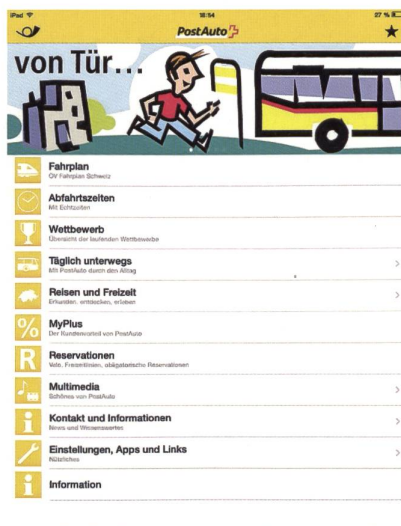 iPad 18:54 27 %
PostAuto
von Tür...
Fahrplan
ÖV Fahrplan Schweiz
Abfahrtszeiten
Mit Echtzeiten
Wettbewerb
Übersicht der laufenden Wettbewerbe
Täglich unterwegs
Mit PostAuto durch den Alltag
Reisen und Freizeit
Erkunden, entdecken, erleben
%
MyPlus
Der Kundenvorteil von PostAuto
R
Reservationen
Velo, Freizeitlinien, obligatorische Reservationen
Multimedia
Schönes von PostAuto
Kontakt und Informationen
News und Wissenswertes
Einstellungen, Apps und Links
Nützliches
Information